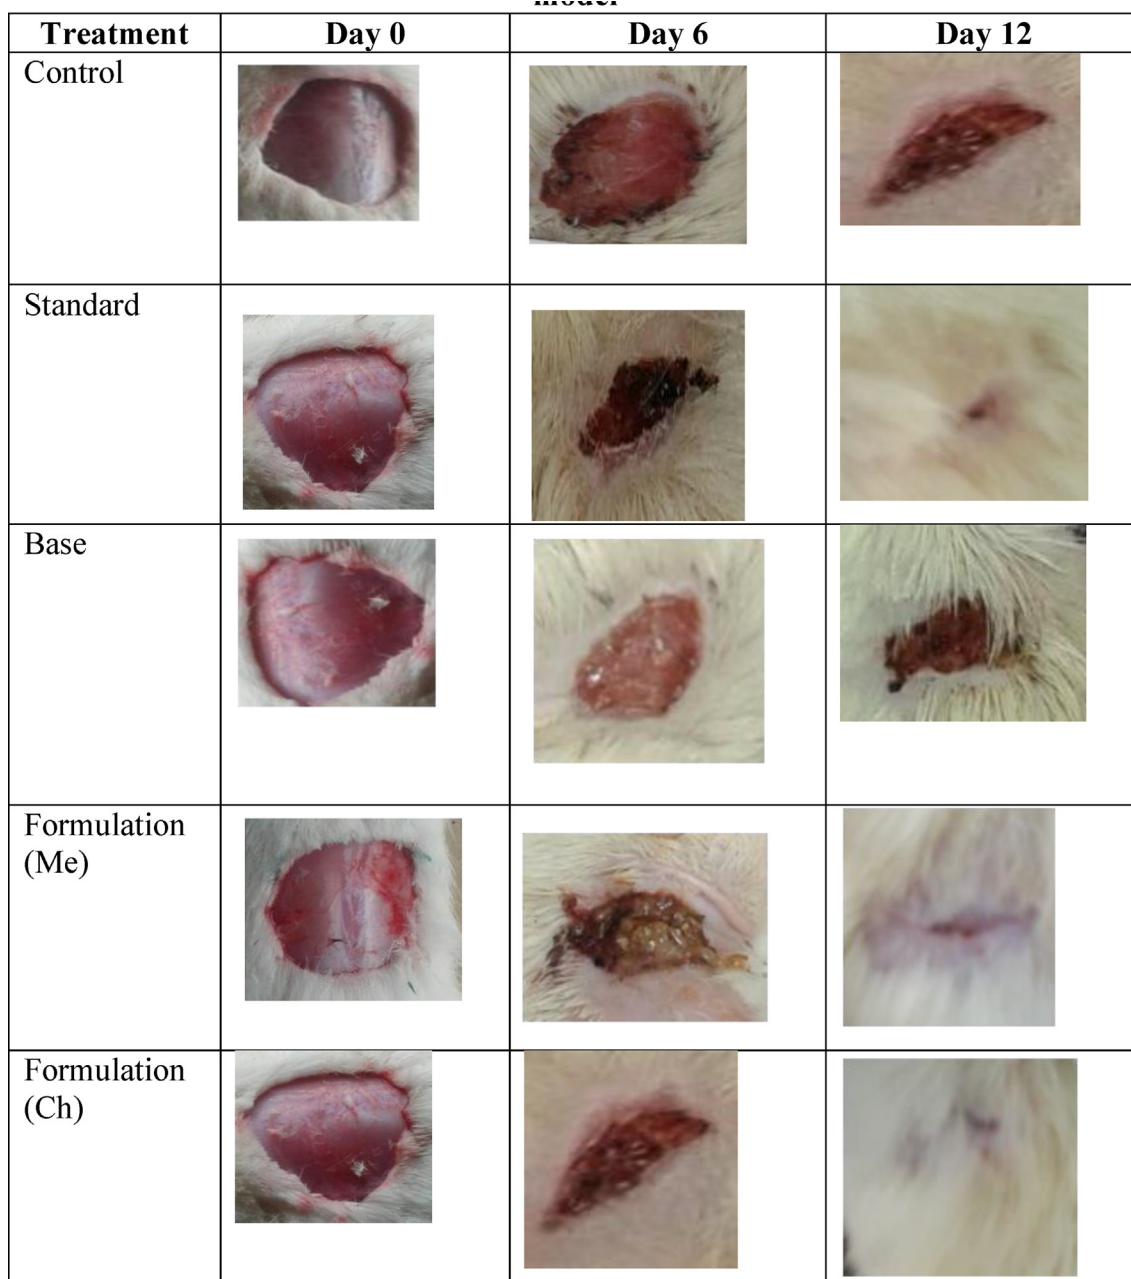 Treatment Day 0 Day 6 Day 12
Control
Standard
Base
Formulation
(Me)
Formulation
(Ch)